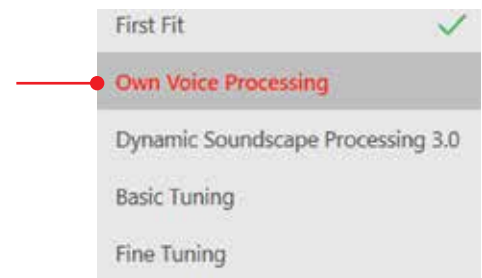 First Fit
Own Voice Processing
Dynamic Soundscape Processing 3.0
Basic Tuning
Fine Tuning